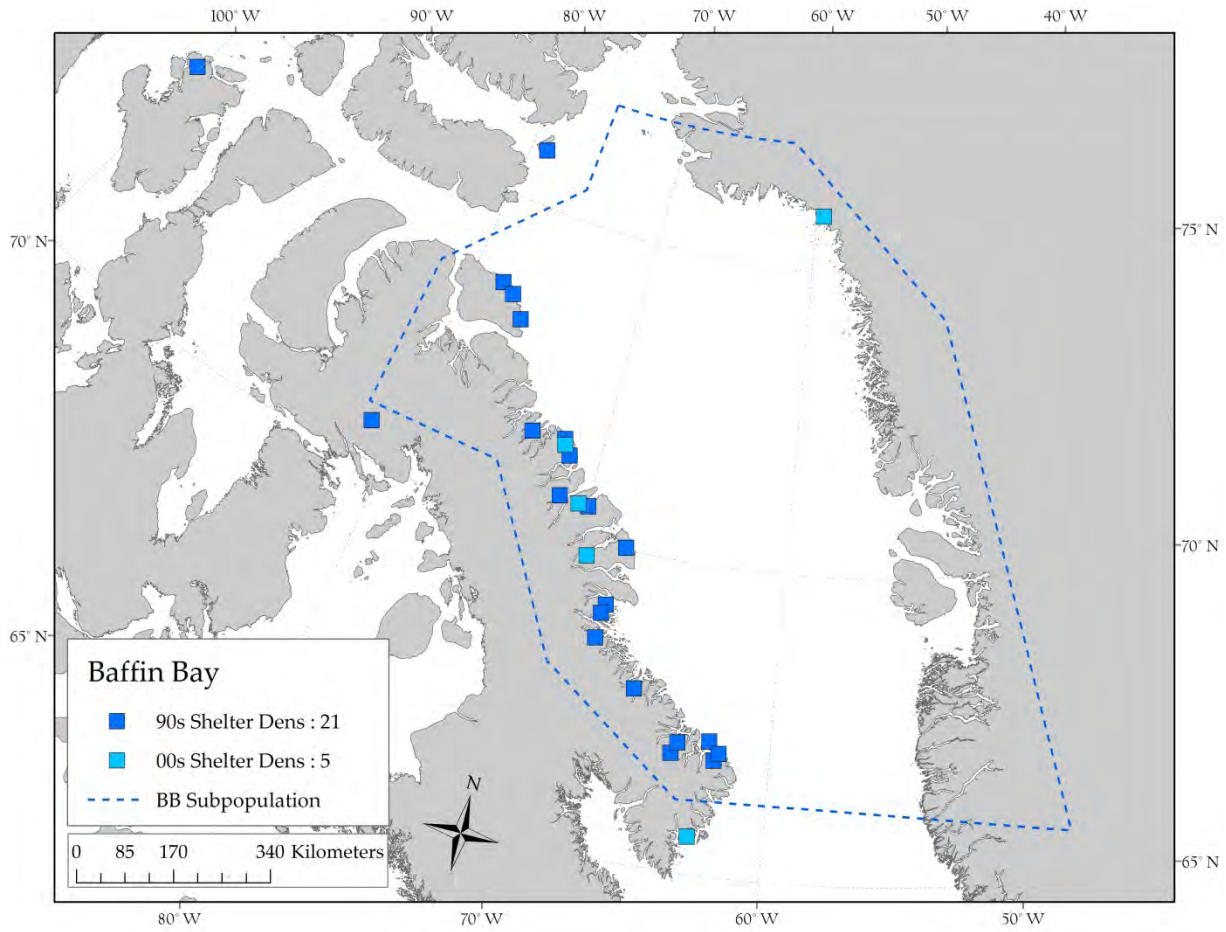 100° W 90° W 80° W 70° W 60° W 50° W 40° W
70° N
75° N
70° N
65° N
65° N
Baffin Bay
90s Shelter Dens : 21
00s Shelter Dens : 5
BB Subpopulation
N
0 85 170 340 Kilometers
80° W 70° W 60° W 50° W